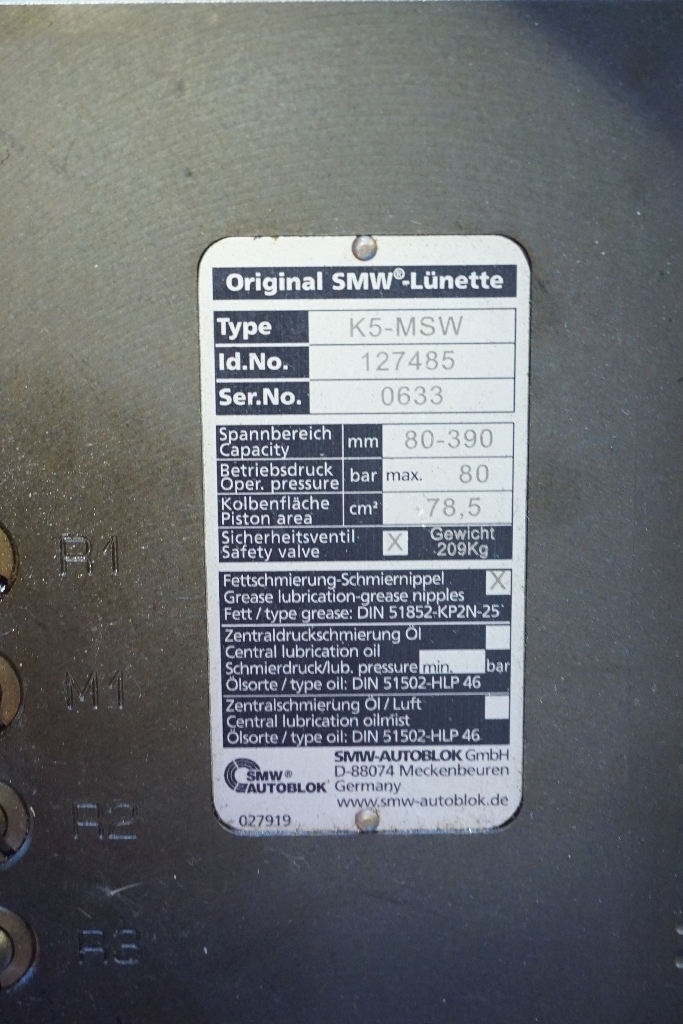 Original SMW®-Lünette
Type K5-MSW
Id.No. 127485
Ser.No. 0633
Spannbereich
Capacity mm 80-390
Betriebsdruck
Oper. pressure bar max. 80
Kolbenfläche
Piston area cm² 78,5
Sicherheitsventil
Safety valve X Gewicht
209Kg
Fettschmierung-Schmiernippel X
Grease lubrication-grease nipples
Fett / type grease: DIN 51852-KP2N-25
Zentraldruckschmierung Öl
Central lubrication oil
Schmierdruck/lub. pressure min. bar
Ölsorte / type oil: DIN 51502-HLP 46
Zentralschmierung Öl / Luft
Central lubrication oilmist
Ölsorte / type oil: DIN 51502-HLP 46
SMW®
AUTOBLOK
SMW-AUTOBLOK GmbH
D-88074 Meckenbeuren
Germany
www.smw-autoblok.de
027919
R1
M1
R2
R3